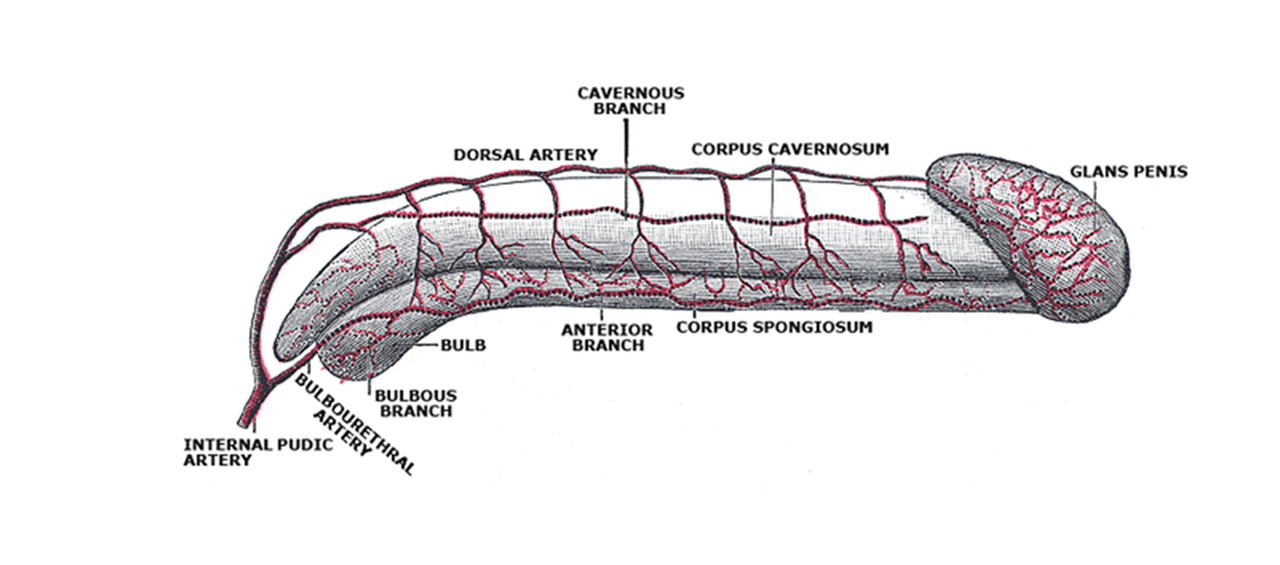 CAVERNOUS
BRANCH
DORSAL ARTERY
CORPUS CAVERNOSUM
GLANS PENIS
ANTERIOR
BRANCH
CORPUS SPONGIOSUM
BULB
BULBOUS
BRANCH
BULBOURETHRAL
ARTERY
INTERNAL PUDIC
ARTERY